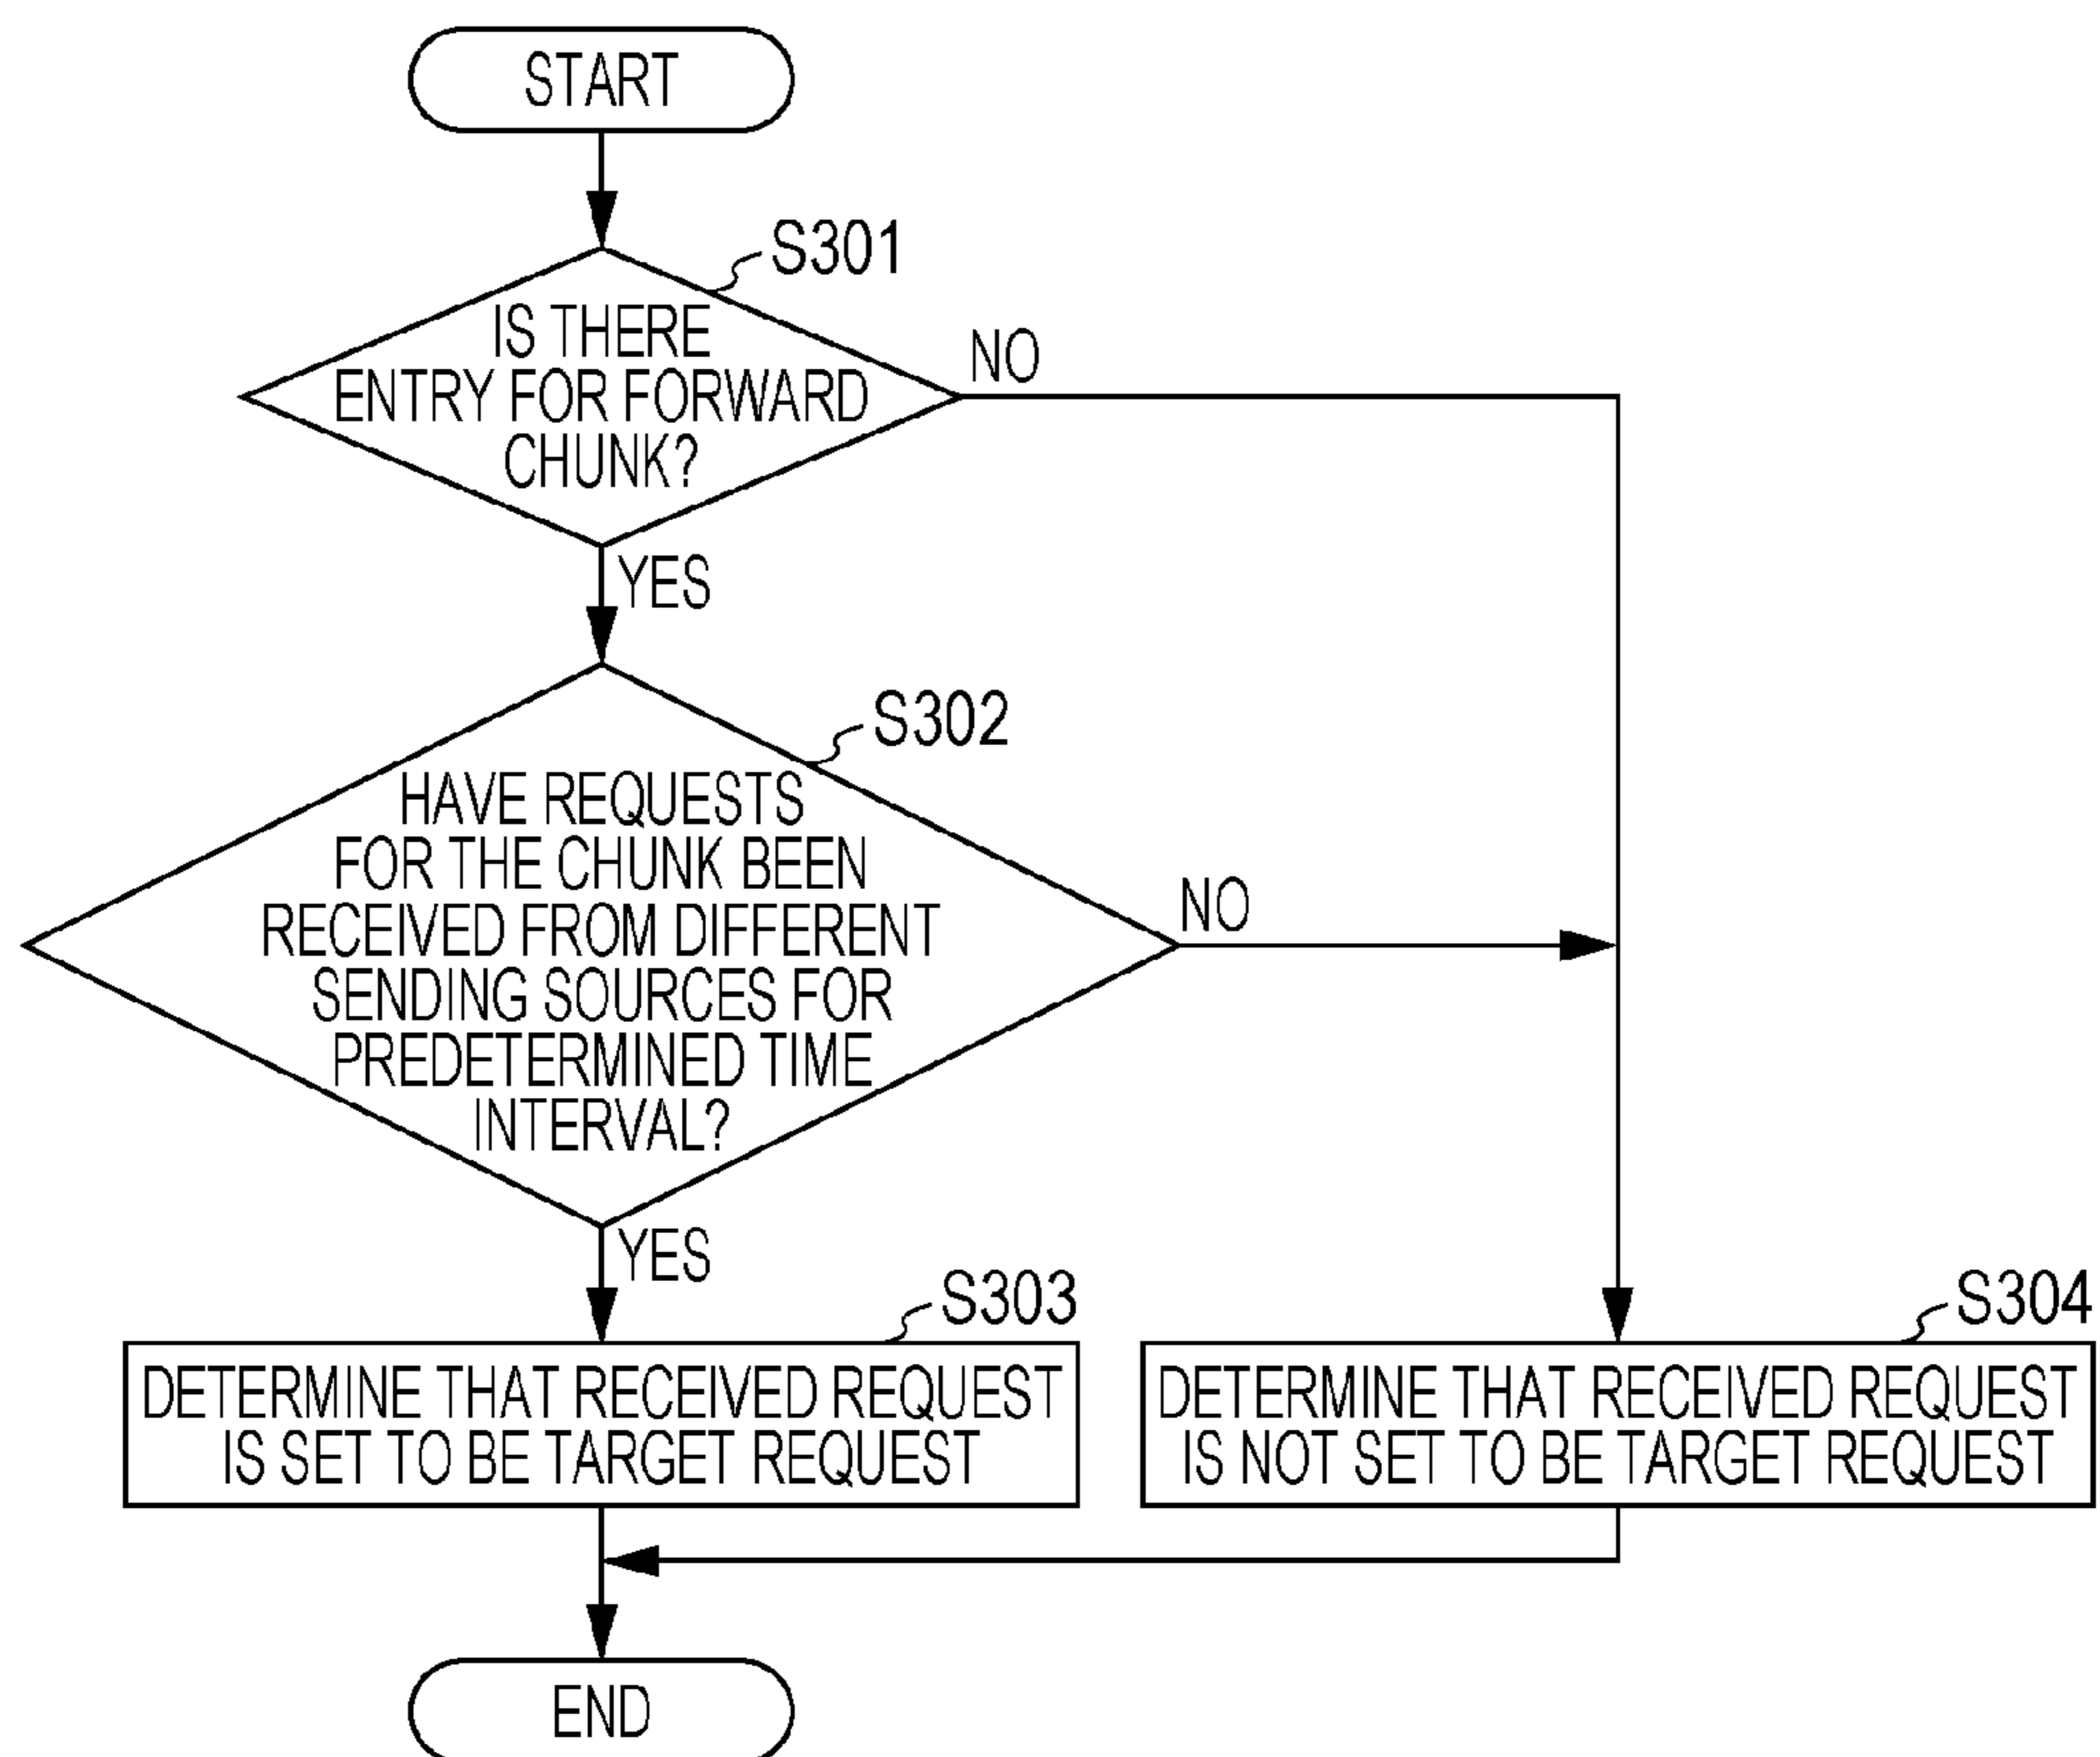 START
S301
IS THERE
ENTRY FOR FORWARD
CHUNK?
NO
YES
S302
HAVE REQUESTS
FOR THE CHUNK BEEN
RECEIVED FROM DIFFERENT
SENDING SOURCES FOR
PREDETERMINED TIME
INTERVAL?
NO
YES
S303
DETERMINE THAT RECEIVED REQUEST
IS SET TO BE TARGET REQUEST
S304
DETERMINE THAT RECEIVED REQUEST
IS NOT SET TO BE TARGET REQUEST
END